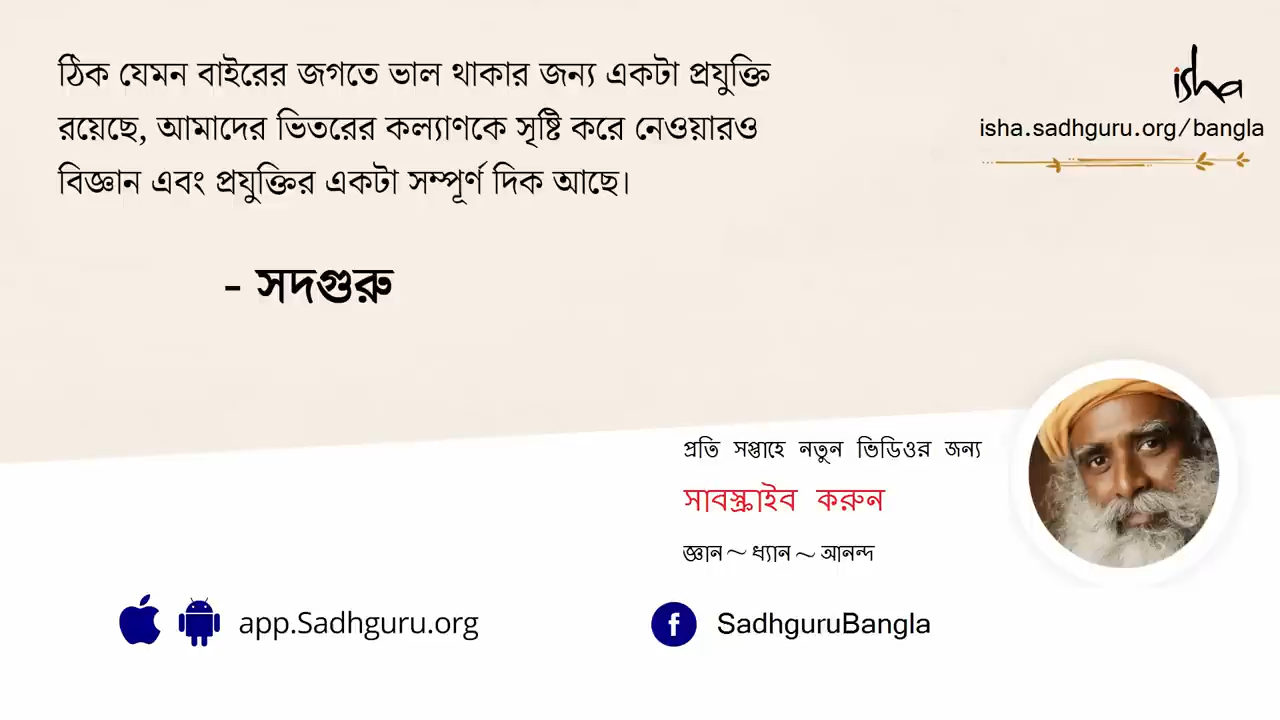 ঠিক যেমন বাইরের জগতে ভাল থাকার জন্য একটা প্রযুক্তি
রয়েছে, আমাদের ভিতরের কল্যাণকে সৃষ্টি করে নেওয়ারও
বিজ্ঞান এবং প্রযুক্তির একটা সম্পূর্ণ দিক আছে।
- সদগুরু
isha
isha.sadhguru.org/bangla
প্রতি সপ্তাহে নতুন ভিডিওর জন্য
সাবস্ক্রাইব করুন
জ্ঞান ~ ধ্যান ~ আনন্দ
app.Sadhguru.org
f SadhguruBangla